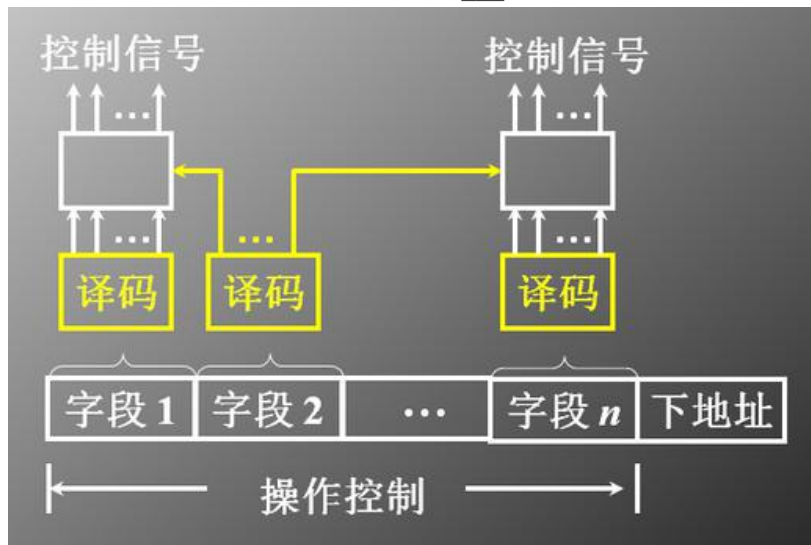 控制信号 控制信号
… …
…
… …
译码 译码 译码
字段 1 字段 2 … 字段 n 下地址
操作控制